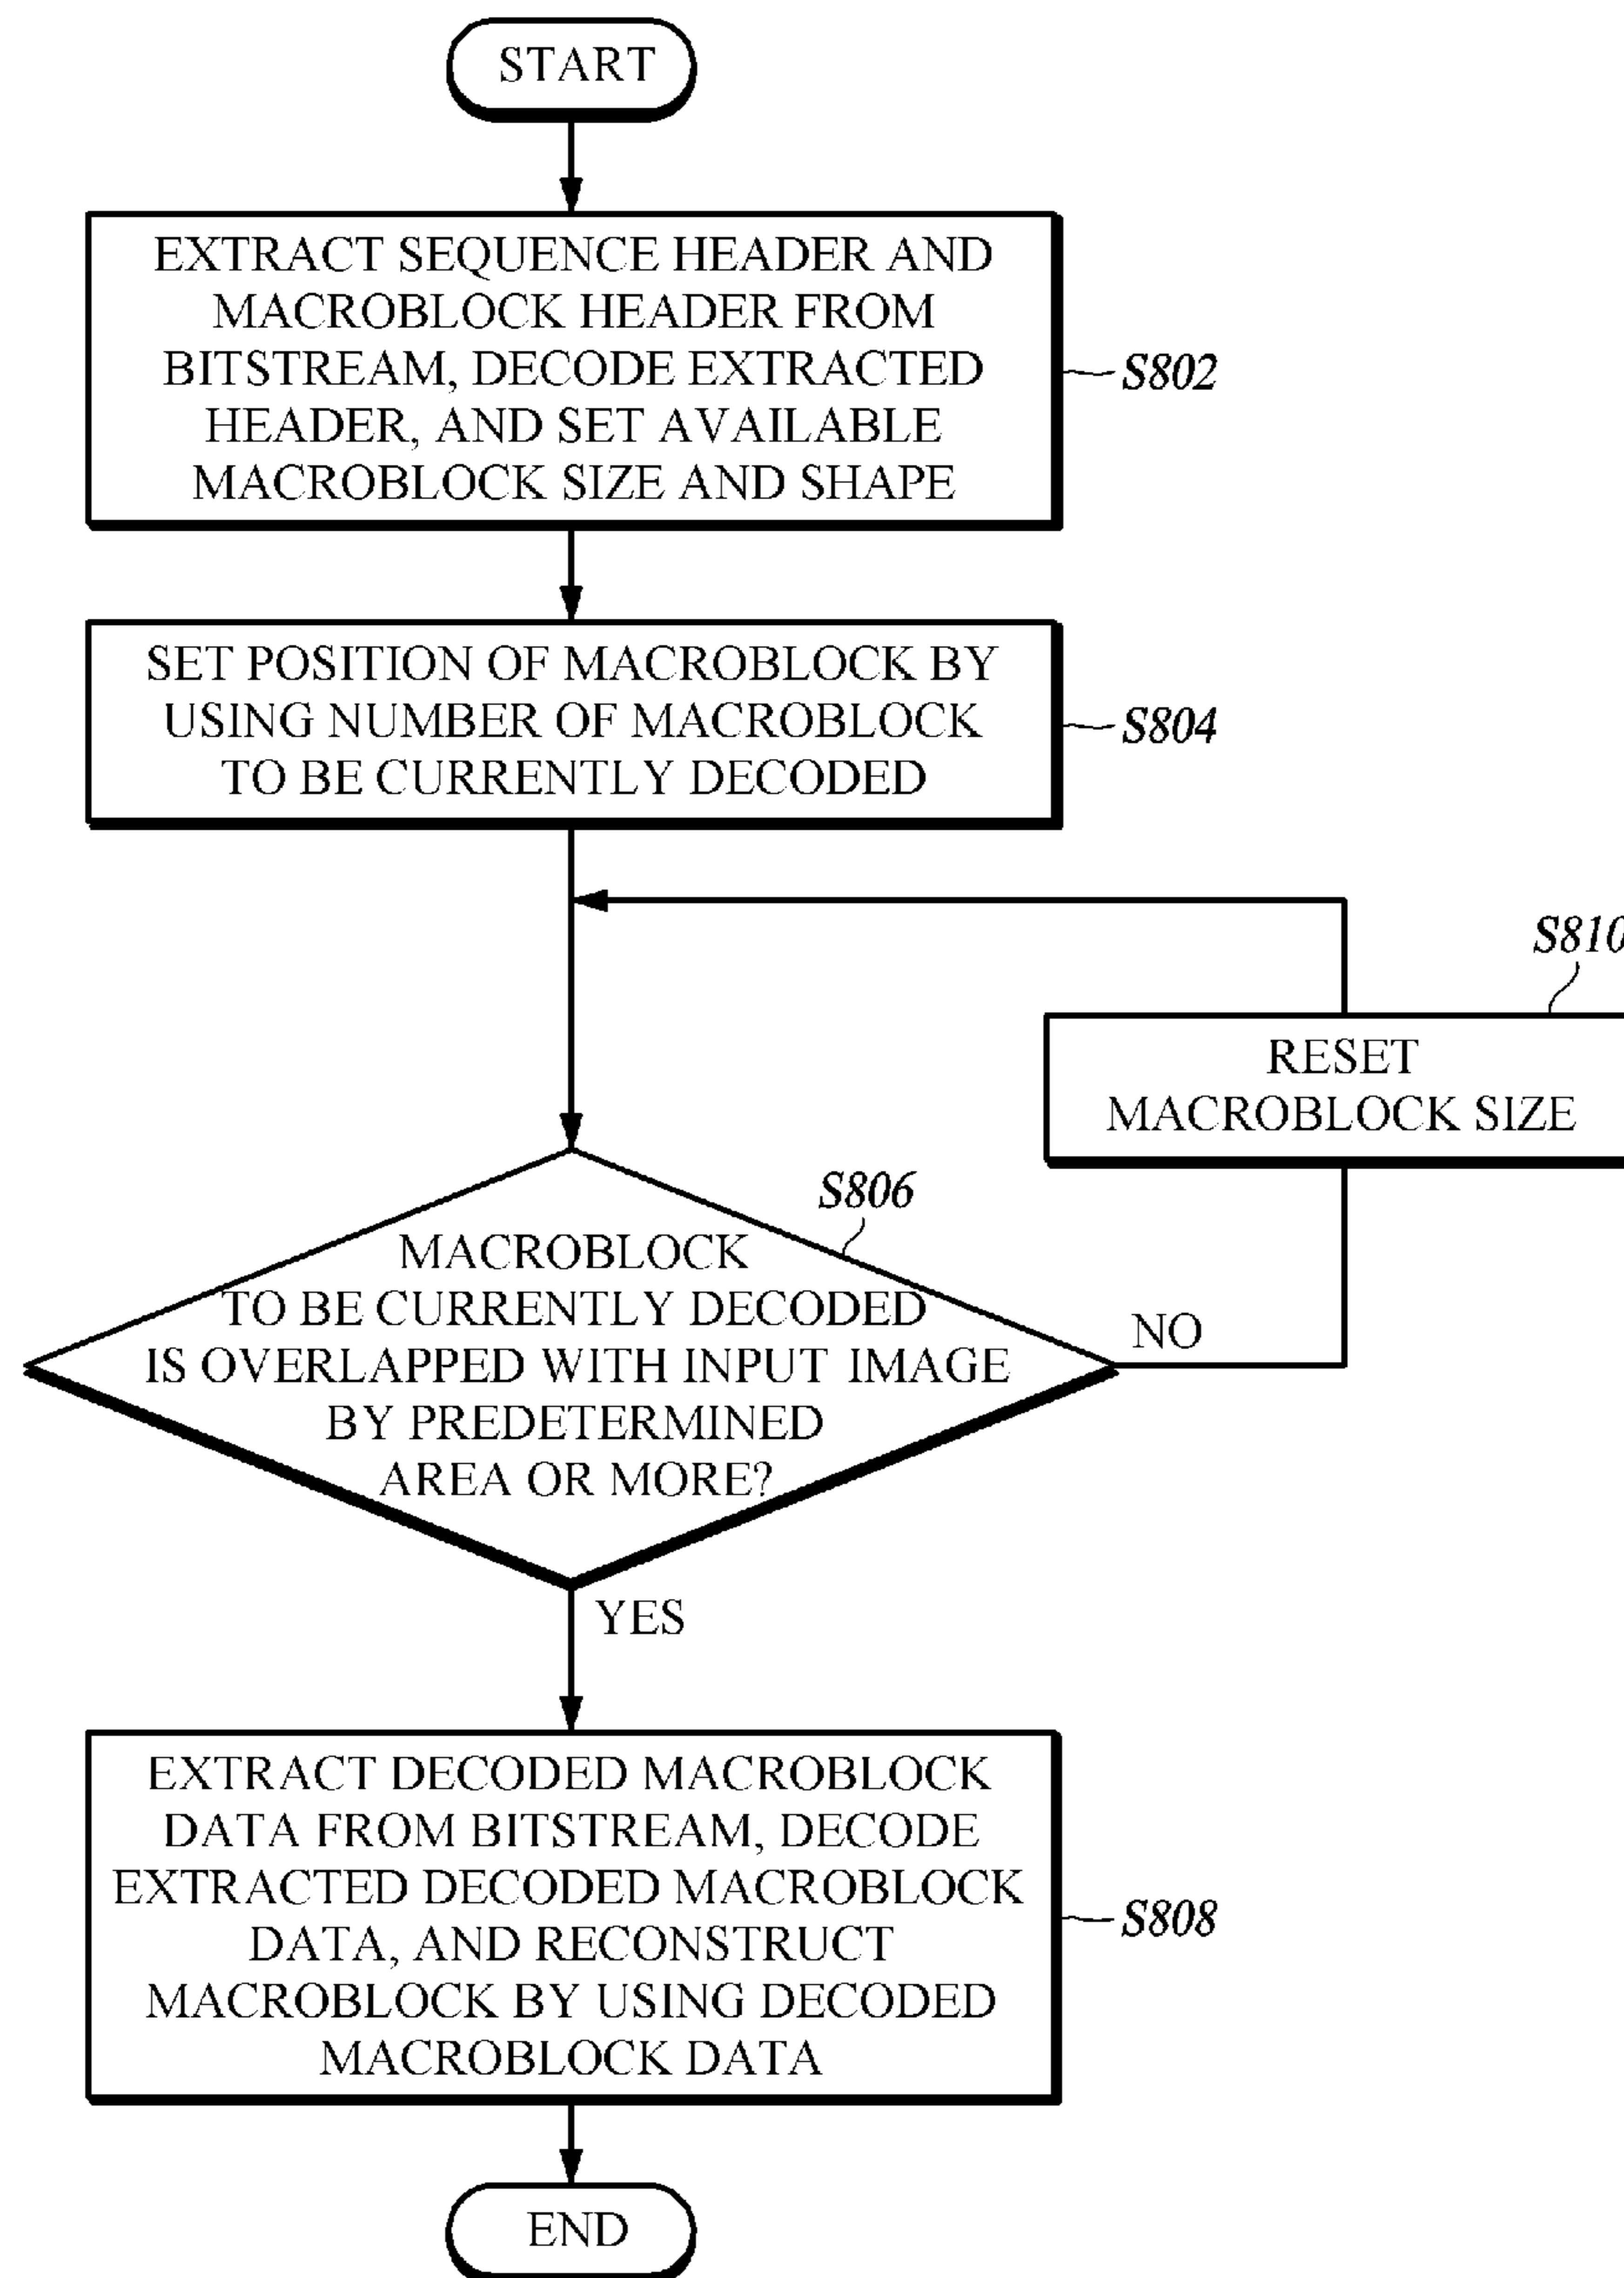 START
EXTRACT SEQUENCE HEADER AND
MACROBLOCK HEADER FROM
BITSTREAM, DECODE EXTRACTED
HEADER, AND SET AVAILABLE
MACROBLOCK SIZE AND SHAPE
S802
SET POSITION OF MACROBLOCK BY
USING NUMBER OF MACROBLOCK
TO BE CURRENTLY DECODED
S804
S810
RESET
MACROBLOCK SIZE
S806
MACROBLOCK
TO BE CURRENTLY DECODED
IS OVERLAPPED WITH INPUT IMAGE
BY PREDETERMINED
AREA OR MORE?
NO
YES
EXTRACT DECODED MACROBLOCK
DATA FROM BITSTREAM, DECODE
EXTRACTED DECODED MACROBLOCK
DATA, AND RECONSTRUCT
MACROBLOCK BY USING DECODED
MACROBLOCK DATA
S808
END